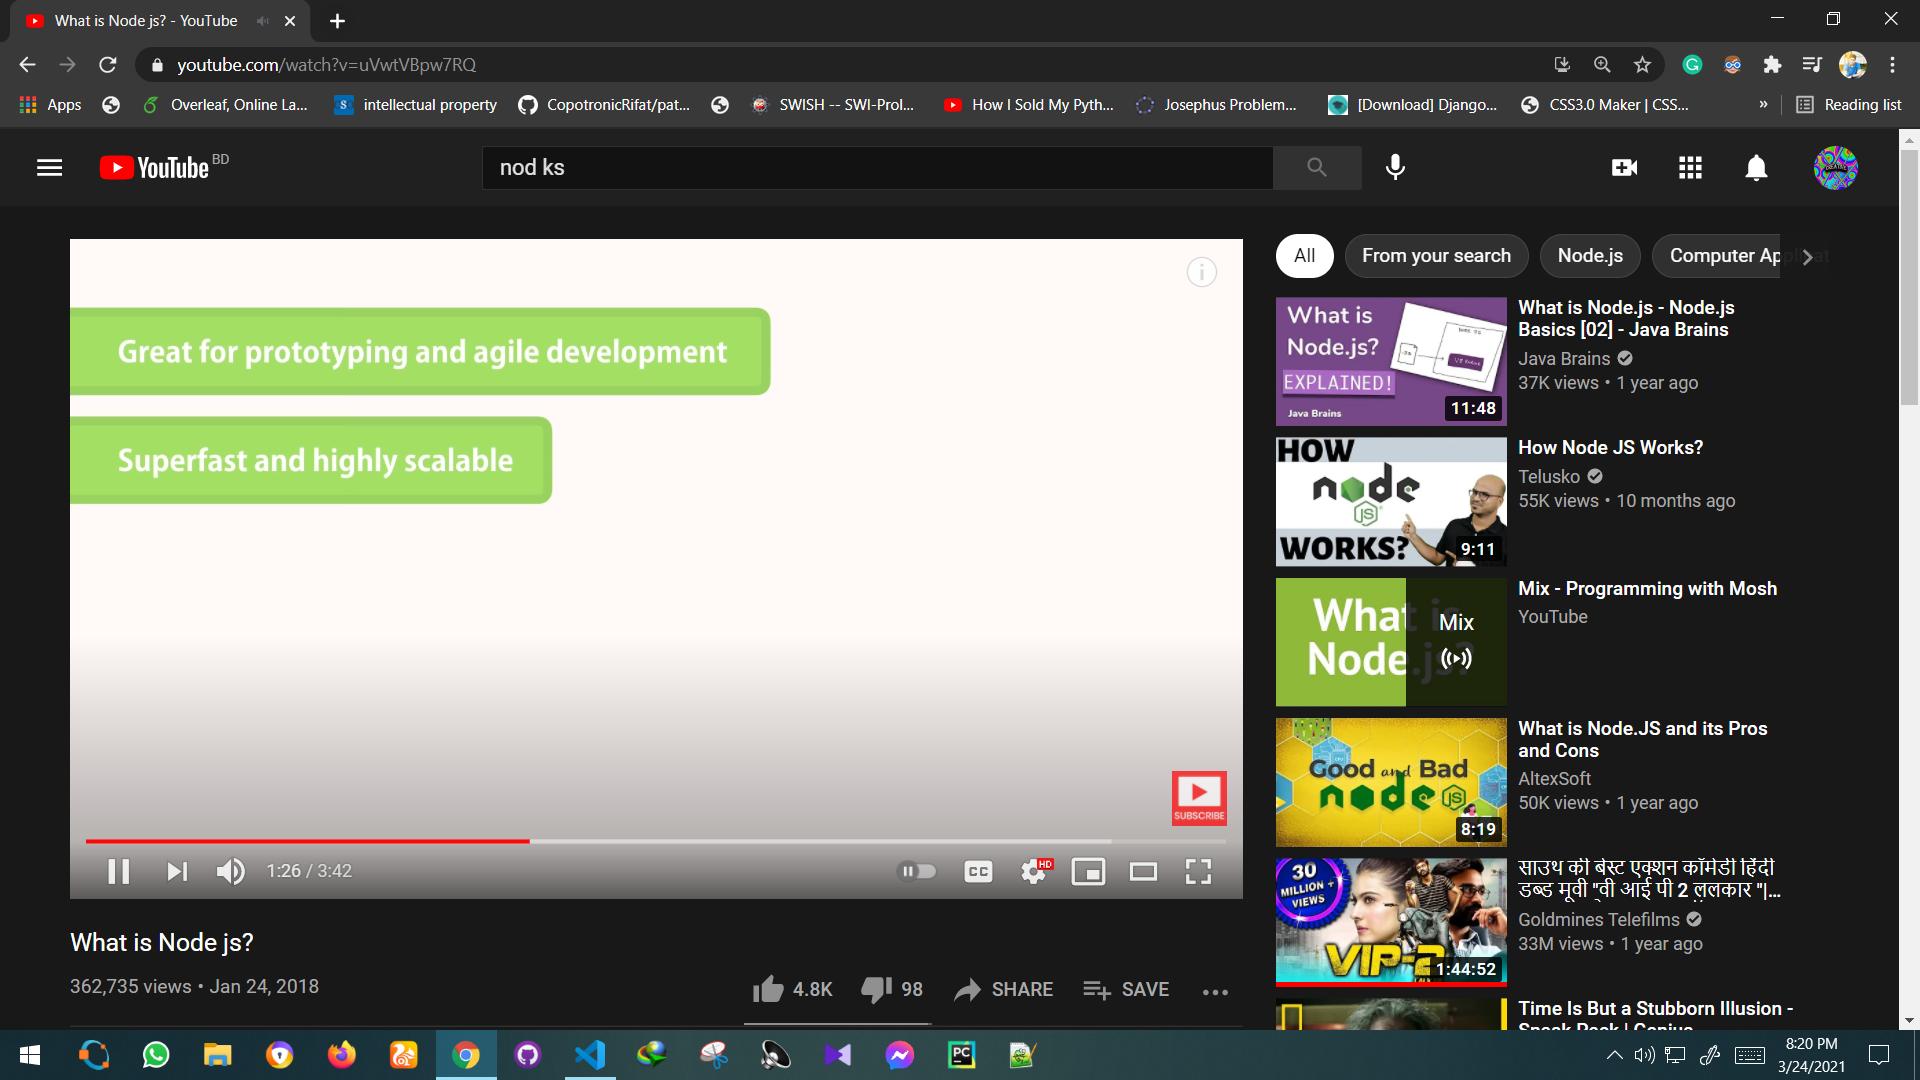 What is Node js? - YouTube
youtube.com/watch?v=uVwtVBpw7RQ
Apps
Overleaf, Online La...
intellectual property
CopotronicRifat/pat...
SWISH -- SWI-Prol...
How I Sold My Pyth...
Josephus Problem...
[Download] Django...
CSS3.0 Maker | CSS...
»
Reading list
YouTube BD
nod ks
Great for prototyping and agile development
Superfast and highly scalable
SUBSCRIBE
1:26 / 3:42
CC
HD
What is Node js?
362,735 views • Jan 24, 2018
4.8K
98
SHARE
SAVE
All
From your search
Node.js
Computer Ap
What is
Node.js?
EXPLAINED!
Java Brains
11:48
What is Node.js - Node.js
Basics [02] - Java Brains
Java Brains
37K views • 1 year ago
HOW
node
JS
WORKS?
9:11
How Node JS Works?
Telusko
55K views • 10 months ago
What is
Node.js?
Mix
Mix - Programming with Mosh
YouTube
Good and Bad
node JS
8:19
What is Node.JS and its Pros
and Cons
AltexSoft
50K views • 1 year ago
30
MILLION +
VIEWS
VIP-2
1:44:52
साउथ की बेस्ट एक्शन कॉमेडी हिंदी
डब्ड मूवी "वी आई पी 2 ललकार "|...
Goldmines Telefilms
33M views • 1 year ago
Time Is But a Stubborn Illusion -
Sneak Peek | Genius
PC
8:20 PM
3/24/2021